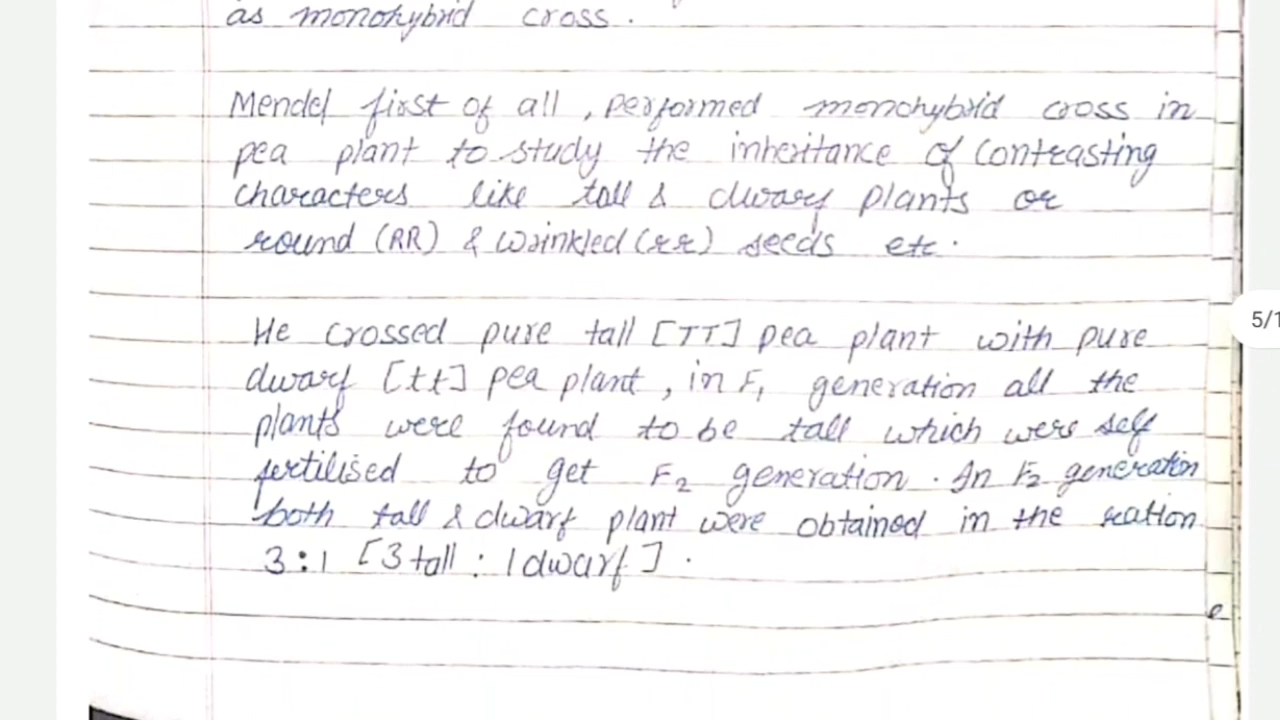 as monohybrid cross.
Mendel first of all, performed monohybrid cross in
pea plant to study the inheritance of contrasting
characters like tall & dwarf plants or
round (RR) & wrinkled (rr) seeds etc.
He crossed pure tall [TT] pea plant with pure
dwarf [tt] pea plant, in F₁ generation all the
plants were found to be tall which were self
fertilised to get F₂ generation. In F₂ generation
both tall & dwarf plant were obtained in the ration
3:1 [3 tall : 1 dwarf].
e
5/1